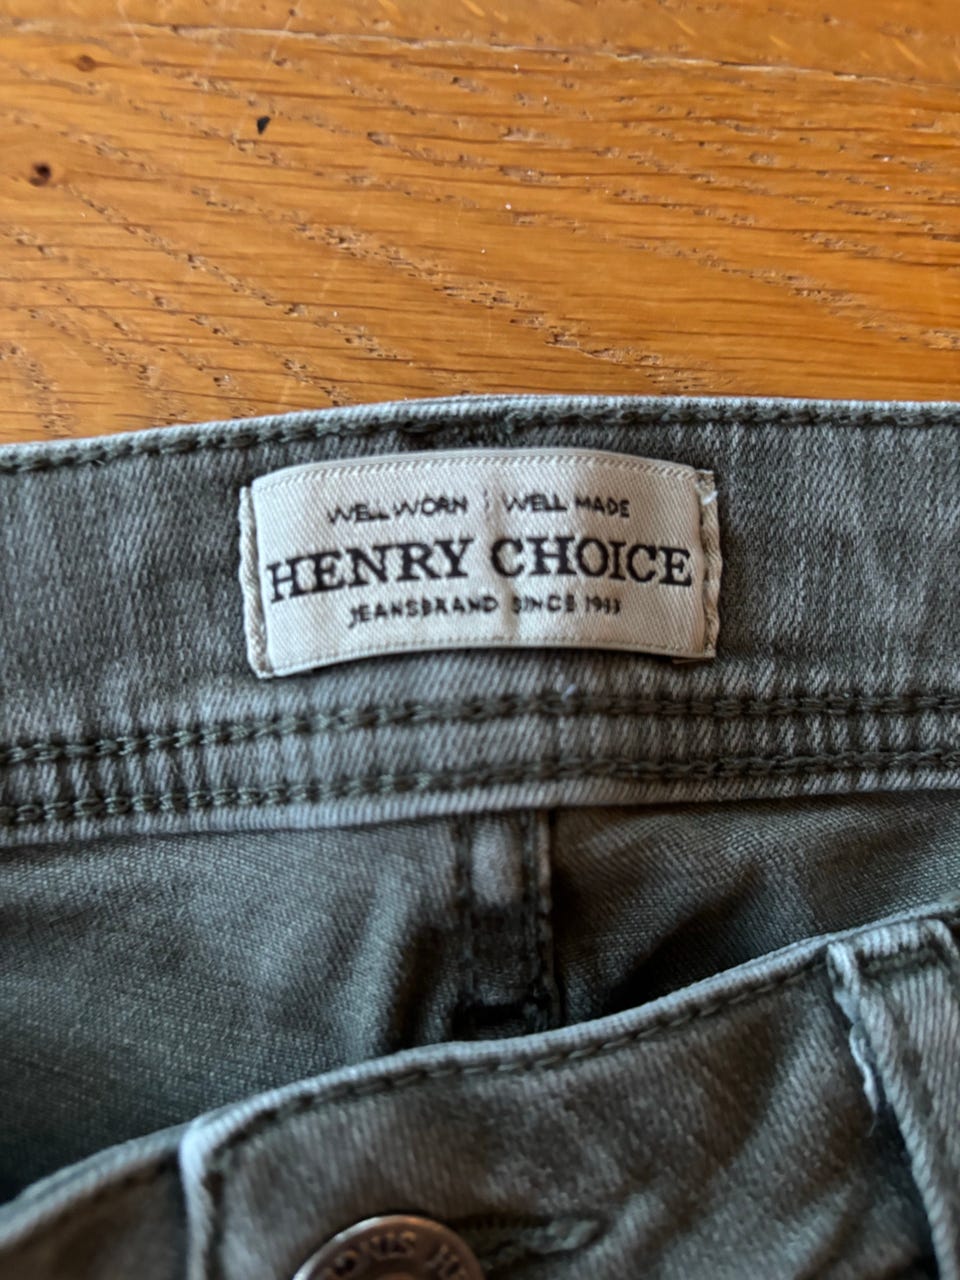 WELL WORN WELL MADE
HENRY CHOICE
JEANSBRAND SINCE